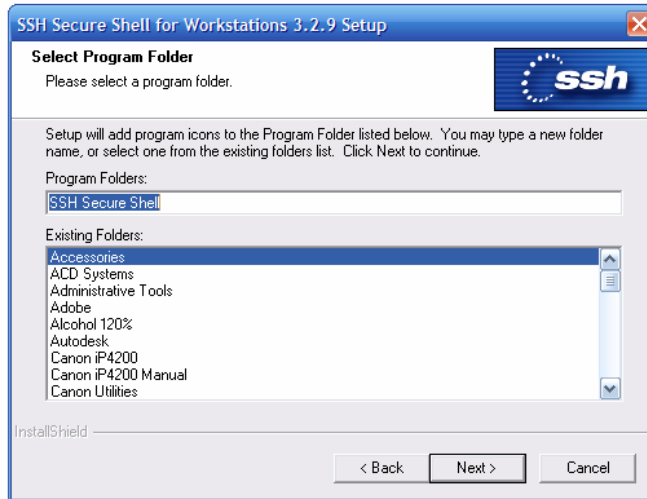 SSH Secure Shell for Workstations 3.2.9 Setup
Select Program Folder
Please select a program folder.
ssh
Setup will add program icons to the Program Folder listed below. You may type a new folder
name, or select one from the existing folders list. Click Next to continue.
Program Folders:
SSH Secure Shell
Existing Folders:
Accessories
ACD Systems
Administrative Tools
Adobe
Alcohol 120%
Autodesk
Canon iP4200
Canon iP4200 Manual
Canon Utilities
InstallShield
< Back Next > Cancel